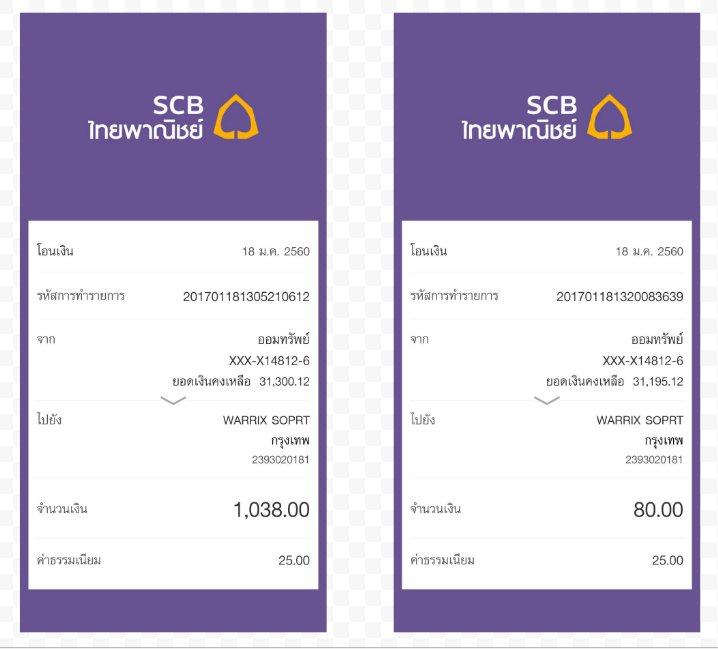 SCB
ไทยพาณิชย์
โอนเงิน 18 ม.ค. 2560
รหัสการทำรายการ 201701181305210612
จาก ออมทรัพย์
XXX-X14812-6
ยอดเงินคงเหลือ 31,300.12
ไปยัง WARRIX SOPRT
กรุงเทพ
2393020181
จำนวนเงิน 1,038.00
ค่าธรรมเนียม 25.00
SCB
ไทยพาณิชย์
โอนเงิน 18 ม.ค. 2560
รหัสการทำรายการ 201701181320083639
จาก ออมทรัพย์
XXX-X14812-6
ยอดเงินคงเหลือ 31,195.12
ไปยัง WARRIX SOPRT
กรุงเทพ
2393020181
จำนวนเงิน 80.00
ค่าธรรมเนียม 25.00